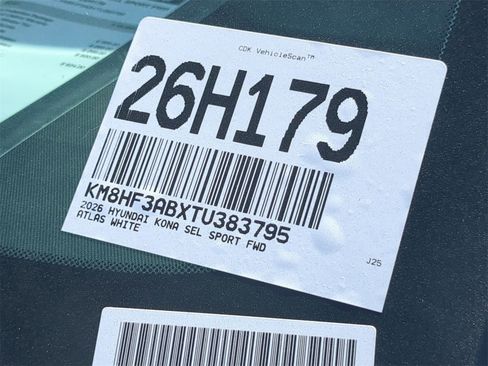 CDK VehicleScan™
26H179
KM8HF3ABXTU383795
2026 HYUNDAI KONA SEL SPORT FWD
ATLAS WHITE
J25